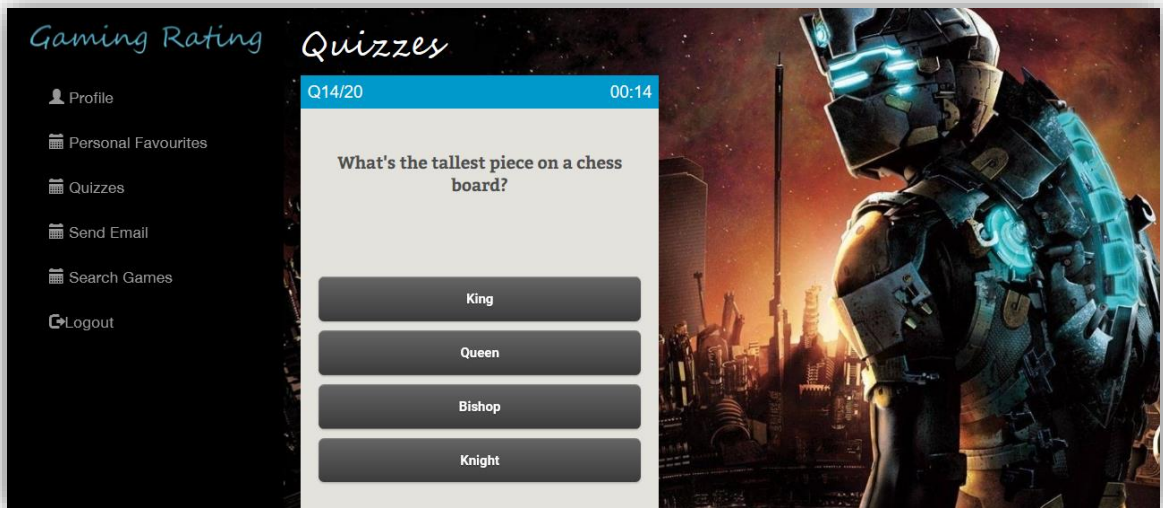 Gaming Rating
Profile
Personal Favourites
Quizzes
Send Email
Search Games
Logout
Quizzes
Q14/20 00:14
What's the tallest piece on a chess
board?
King
Queen
Bishop
Knight